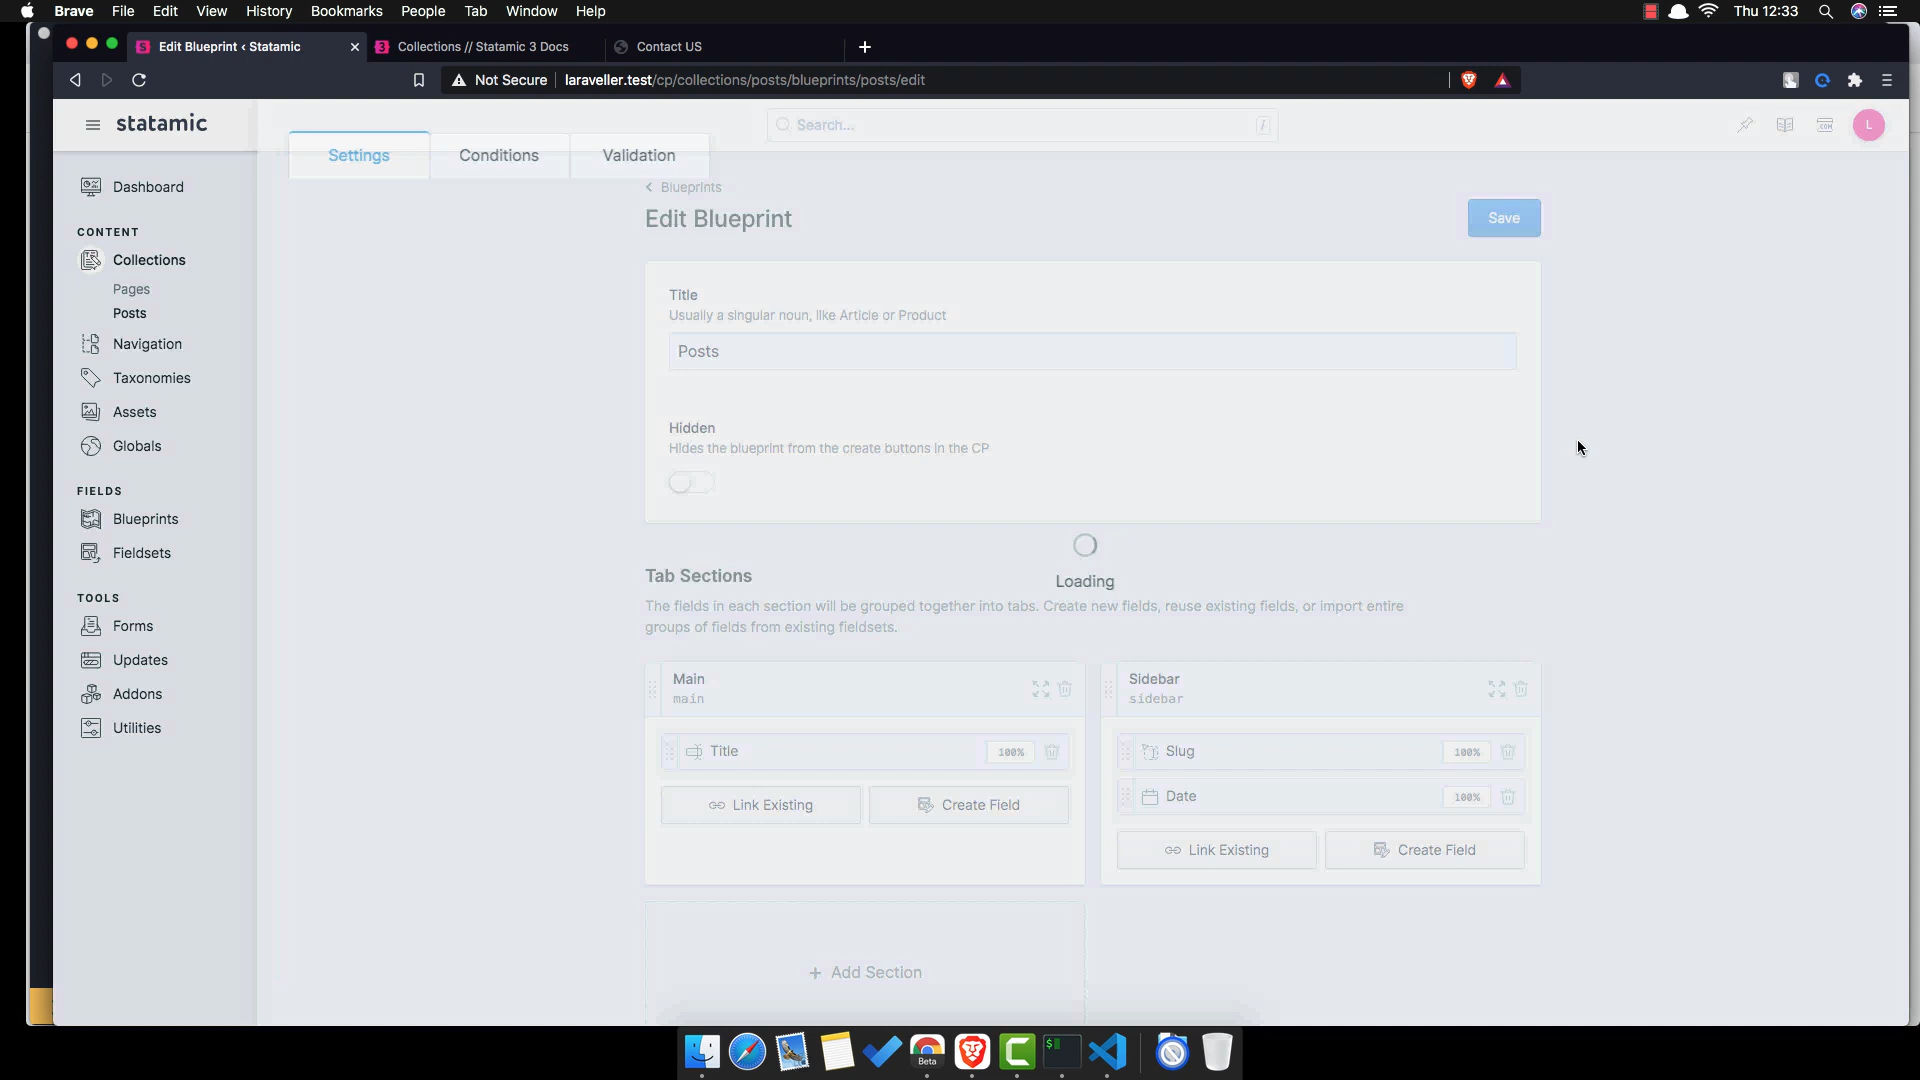 Brave File Edit View History Bookmarks People Tab Window Help Thu 12:33
Edit Blueprint ‹ Statamic Collections // Statamic 3 Docs Contact US
Not Secure laraveller.test/cp/collections/posts/blueprints/posts/edit
statamic Search... / .COM L
Settings Conditions Validation
Blueprints
Edit Blueprint
Save
Dashboard
CONTENT
Collections
Pages
Posts
Navigation
Taxonomies
Assets
Globals
FIELDS
Blueprints
Fieldsets
TOOLS
Forms
Updates
Addons
Utilities
Title
Usually a singular noun, like Article or Product
Posts
Hidden
Hides the blueprint from the create buttons in the CP
Loading
Tab Sections
The fields in each section will be grouped together into tabs. Create new fields, reuse existing fields, or import entire
groups of fields from existing fieldsets.
Main
main
Title 100%
Link Existing Create Field
Sidebar
sidebar
Slug 100%
Date 100%
Link Existing Create Field
+ Add Section
Beta
$